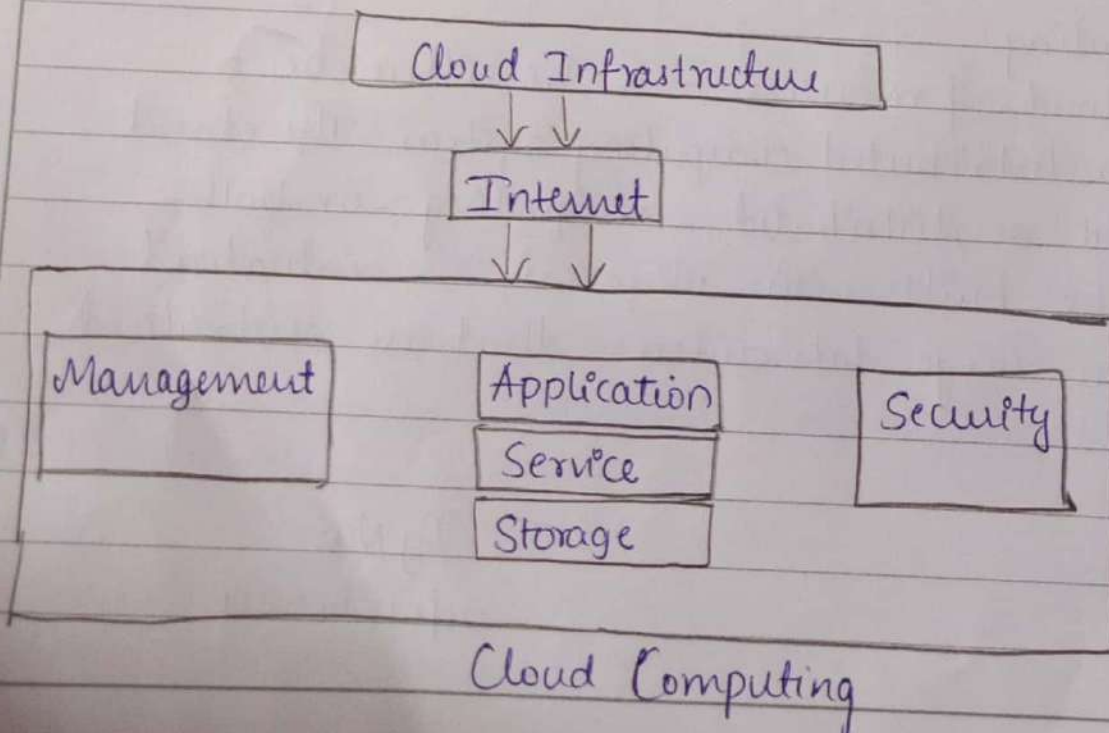 Cloud Infrastructure
Internet
Management
Application
Security
Service
Storage
Cloud Computing